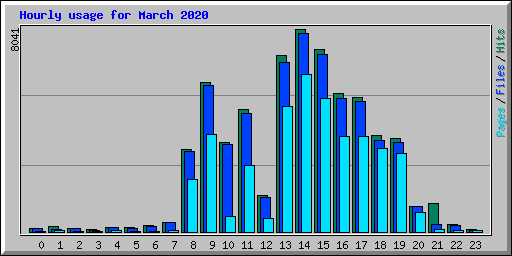 Hourly usage for March 2020
8041
Pages/Files/Hits
0 1 2 3 4 5 6 7 8 9 10 11 12 13 14 15 16 17 18 19 20 21 22 23